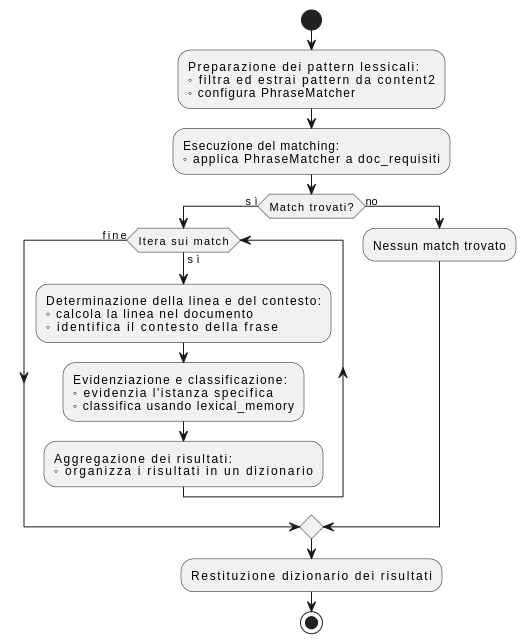 Preparazione dei pattern lessicali:
◦ filtra ed estrai pattern da content2
◦ configura PhraseMatcher
Esecuzione del matching:
◦ applica PhraseMatcher a doc_requisiti
sì
Match trovati?
no
fine
Itera sui match
Nessun match trovato
sì
Determinazione della linea e del contesto:
◦ calcola la linea nel documento
◦ identifica il contesto della frase
Evidenziazione e classificazione:
◦ evidenzia l'istanza specifica
◦ classifica usando lexical_memory
Aggregazione dei risultati:
◦ organizza i risultati in un dizionario
Restituzione dizionario dei risultati